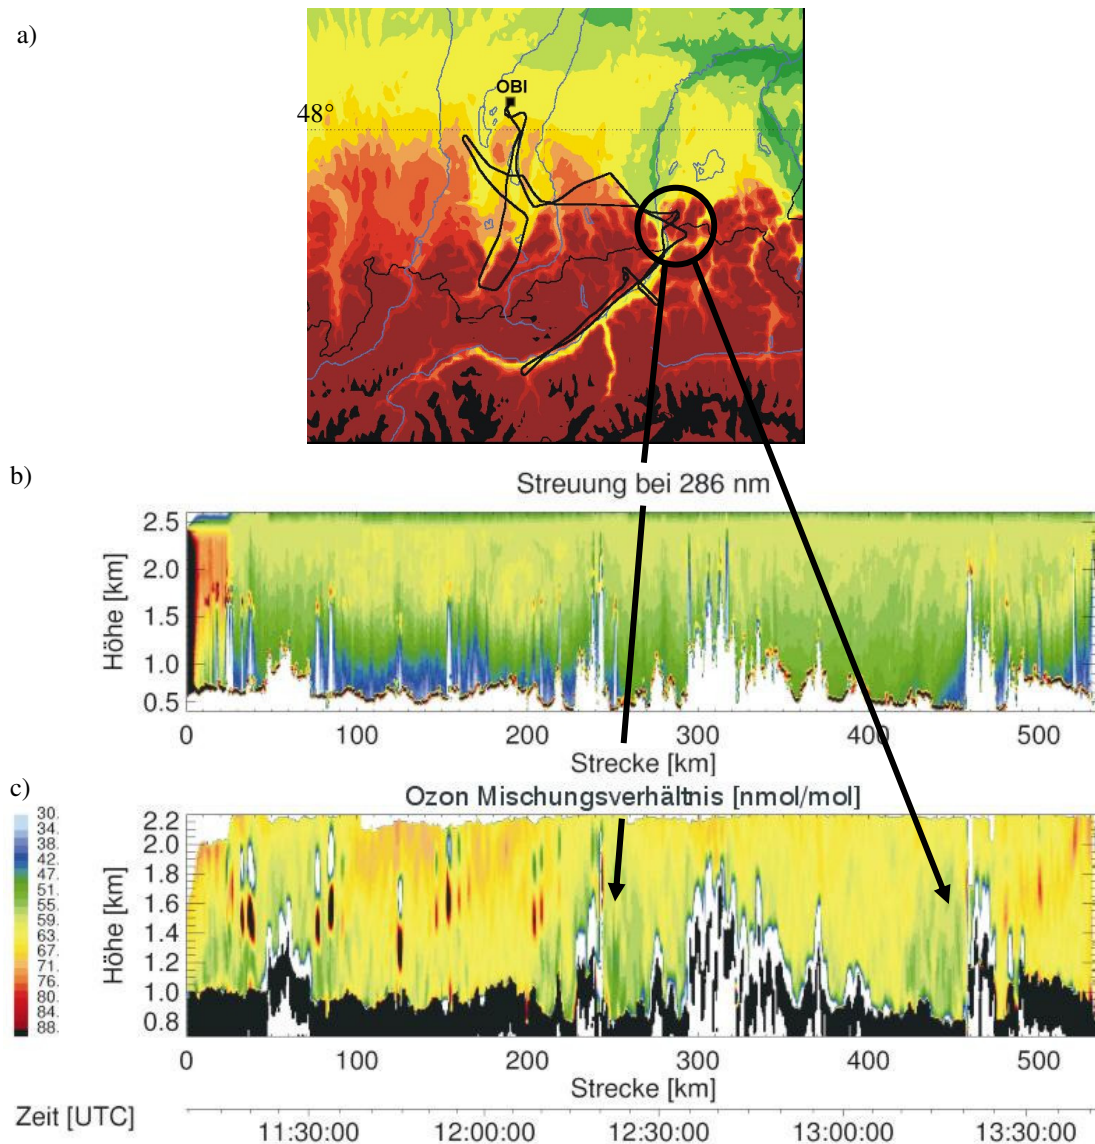 a)
OBI
48°
b)
Streuung bei 286 nm
Höhe [km]
2.5
2.0
1.5
1.0
0.5
0 100 200 300 400 500
Strecke [km]
c)
Ozon Mischungsverhältnis [nmol/mol]
30.
34.
38.
42.
47.
51.
55.
59.
63.
67.
71.
76.
80.
84.
88.
Höhe [km]
2.2
2.0
1.8
1.6
1.4
1.2
1.0
0.8
0 100 200 300 400 500
Strecke [km]
Zeit [UTC]
11:30:00 12:00:00 12:30:00 13:00:00 13:30:00